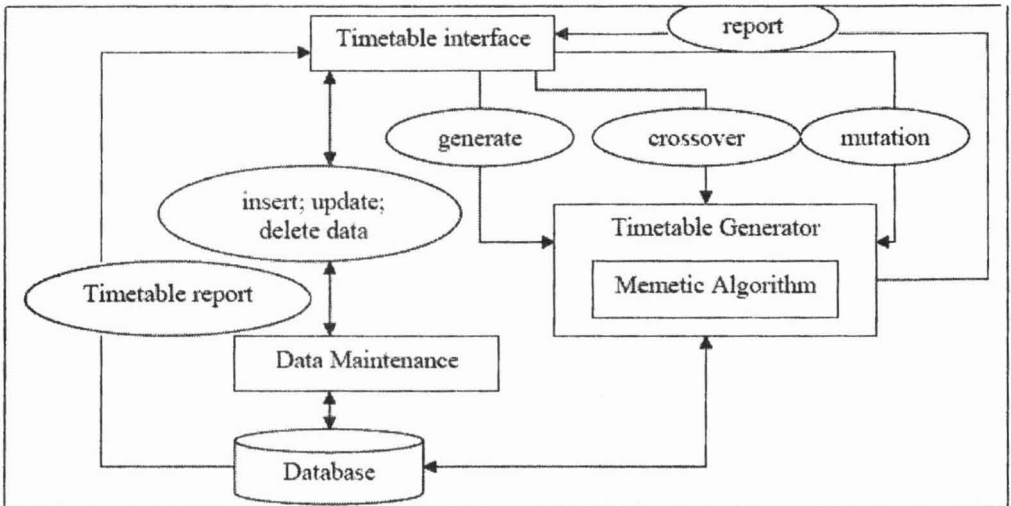 report
Timetable interface
generate
crossover
mutation
insert; update;
delete data
Timetable Generator
Memetic Algorithm
Timetable report
Data Maintenance
Database